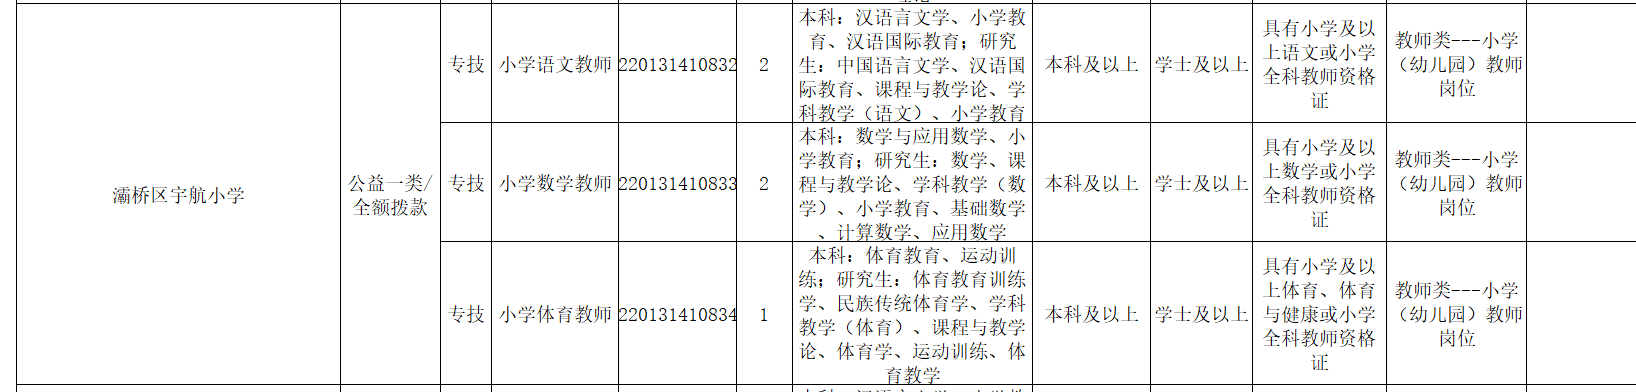 灞桥区宇航小学
公益一类/
全额拨款
专技
小学语文教师
220131410832
2
本科：汉语言文学、小学教
育、汉语国际教育；研究
生：中国语言文学、汉语国
际教育、课程与教学论、学
科教学（语文）、小学教育
本科及以上
学士及以上
具有小学及以
上语文或小学
全科教师资格
证
教师类---小学
（幼儿园）教师
岗位
专技
小学数学教师
220131410833
2
本科：数学与应用数学、小
学教育；研究生：数学、课
程与教学论、学科教学（数
学）、小学教育、基础数学
、计算数学、应用数学
本科及以上
学士及以上
具有小学及以
上数学或小学
全科教师资格
证
教师类---小学
（幼儿园）教师
岗位
专技
小学体育教师
220131410834
1
本科：体育教育、运动训
练；研究生：体育教育训练
学、民族传统体育学、学科
教学（体育）、课程与教学
论、体育学、运动训练、体
育教学
本科及以上
学士及以上
具有小学及以
上体育、体育
与健康或小学
全科教师资格
证
教师类---小学
（幼儿园）教师
岗位